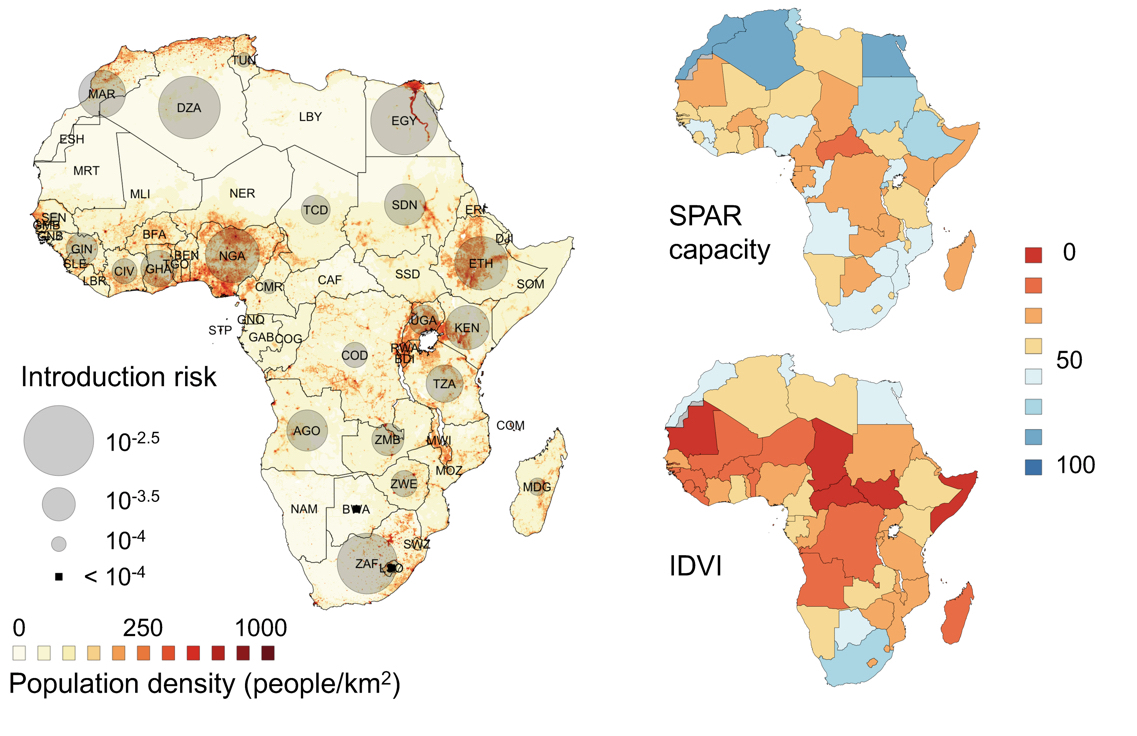 TUN
MAR
DZA
LBY
EGY
ESH
MRT
MLI
NER
TCD
SDN
ERI
SEN
GMB
GNB
GIN
SLE
LBR
CIV
BFA
GHA
TGO
BEN
NGA
CMR
CAF
SSD
ETH
DJI
SOM
STP
GNQ
GAB
COG
COD
UGA
KEN
RWA
BDI
TZA
AGO
ZMB
MWI
MOZ
COM
ZWE
MDG
NAM
BWA
SWZ
ZAF
LSO
Introduction risk
10-2.5
10-3.5
10-4
< 10-4
0 250 1000
Population density (people/km2)
SPAR
capacity
0
50
100
IDVI